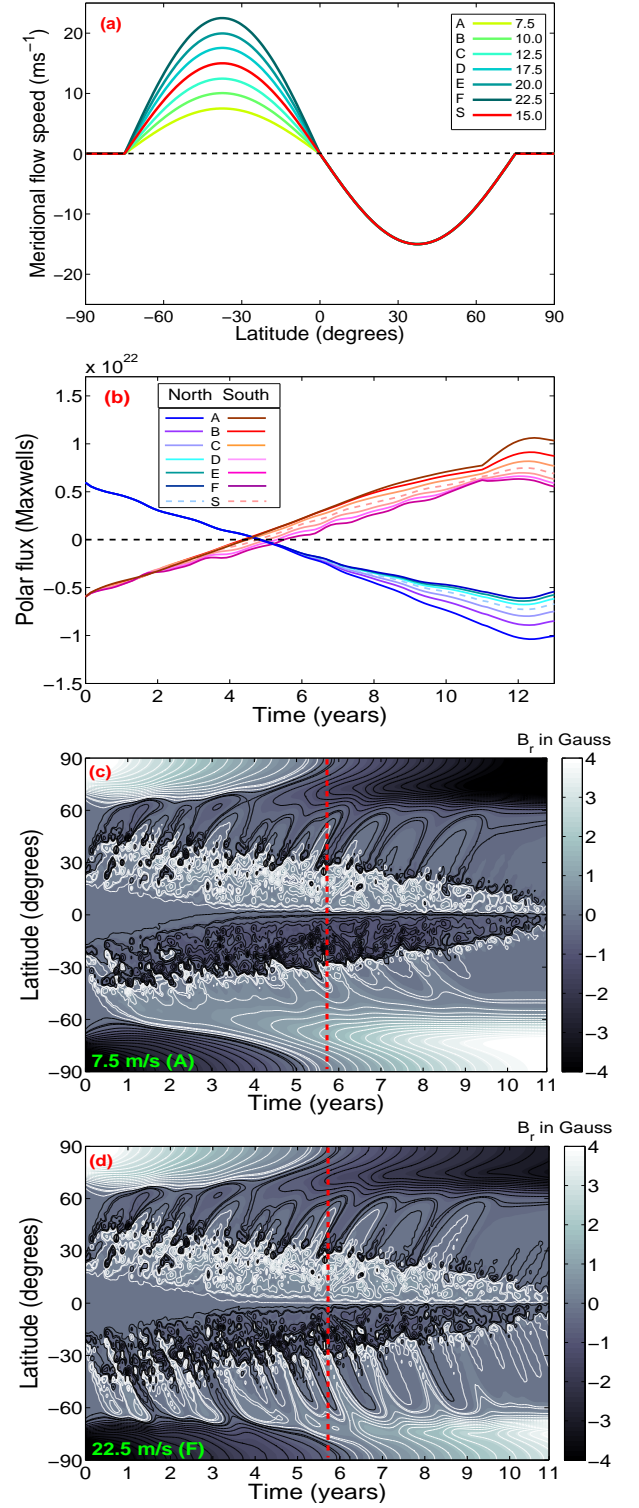 (a)
Meridional flow speed (ms⁻¹)
20
10
0
−10
−20
A 7.5
B 10.0
C 12.5
D 17.5
E 20.0
F 22.5
S 15.0
−90 −60 −30 0 30 60 90
Latitude (degrees)
x 10²²
(b)
Polar flux (Maxwells)
1.5
1
0.5
0
−0.5
−1
−1.5
North South
A
B
C
D
E
F
S
0 2 4 6 8 10 12
Time (years)
B_r in Gauss
(c)
Latitude (degrees)
90
60
30
0
−30
−60
−90
7.5 m/s (A)
0 1 2 3 4 5 6 7 8 9 10 11
Time (years)
4
3
2
1
0
−1
−2
−3
−4
B_r in Gauss
(d)
Latitude (degrees)
90
60
30
0
−30
−60
−90
22.5 m/s (F)
0 1 2 3 4 5 6 7 8 9 10 11
Time (years)
4
3
2
1
0
−1
−2
−3
−4